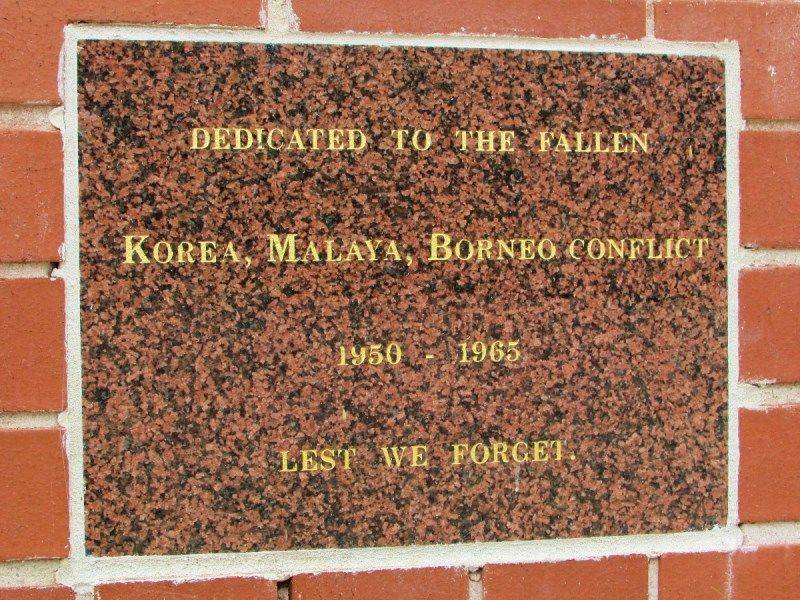 DEDICATED TO THE FALLEN
KOREA, MALAYA, BORNEO CONFLICT
1950 - 1965
LEST WE FORGET.